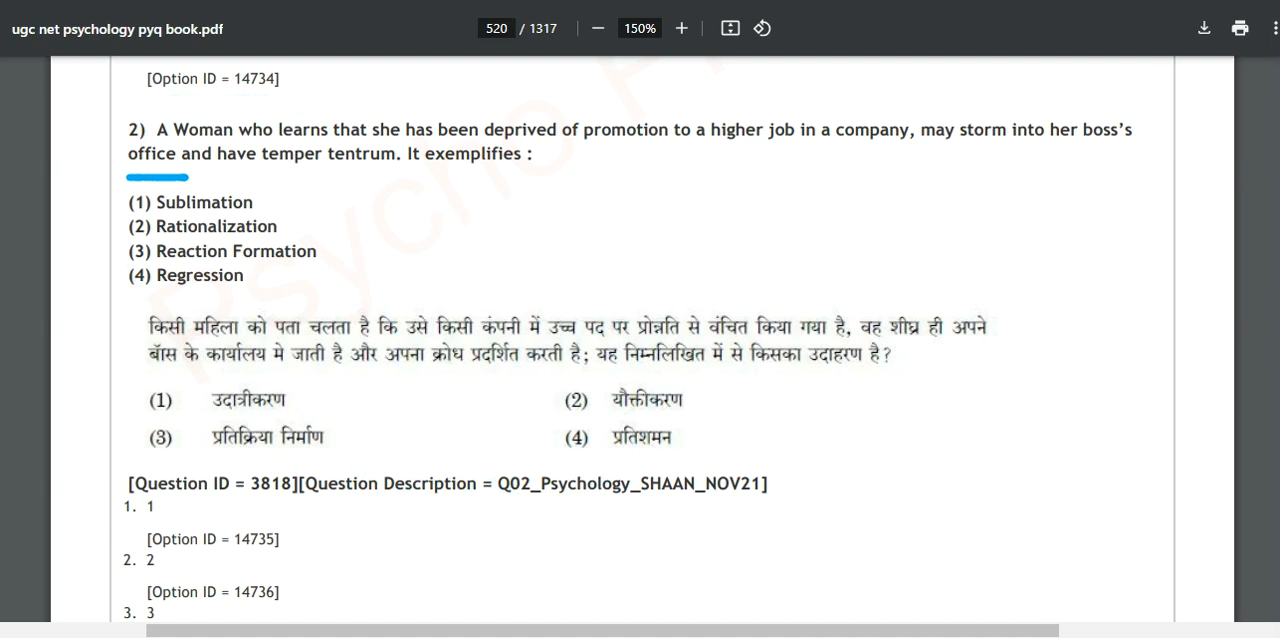 ugc net psychology pyq book.pdf 520 / 1317 150%
[Option ID = 14734]
2) A Woman who learns that she has been deprived of promotion to a higher job in a company, may storm into her boss's
office and have temper tentrum. It exemplifies :
(1) Sublimation
(2) Rationalization
(3) Reaction Formation
(4) Regression
किसी महिला को पता चलता है कि उसे किसी कंपनी में उच्च पद पर प्रोन्नति से वंचित किया गया है, वह शीघ्र ही अपने
बॅास के कार्यालय मे जाती है और अपना क्रोध प्रदर्शित करती है; यह निम्नलिखित में से किसका उदाहरण है?
(1) उदात्रीकरण (2) यौक्तीकरण
(3) प्रतिक्रिया निर्माण (4) प्रतिशमन
[Question ID = 3818][Question Description = Q02_Psychology_SHAAN_NOV21]
1. 1
[Option ID = 14735]
2. 2
[Option ID = 14736]
3. 3